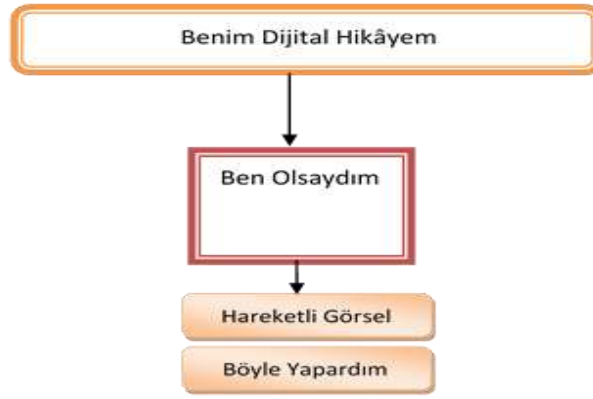 Benim Dijital Hikâyem
Ben Olsaydım
Hareketli Görsel
Böyle Yapardım